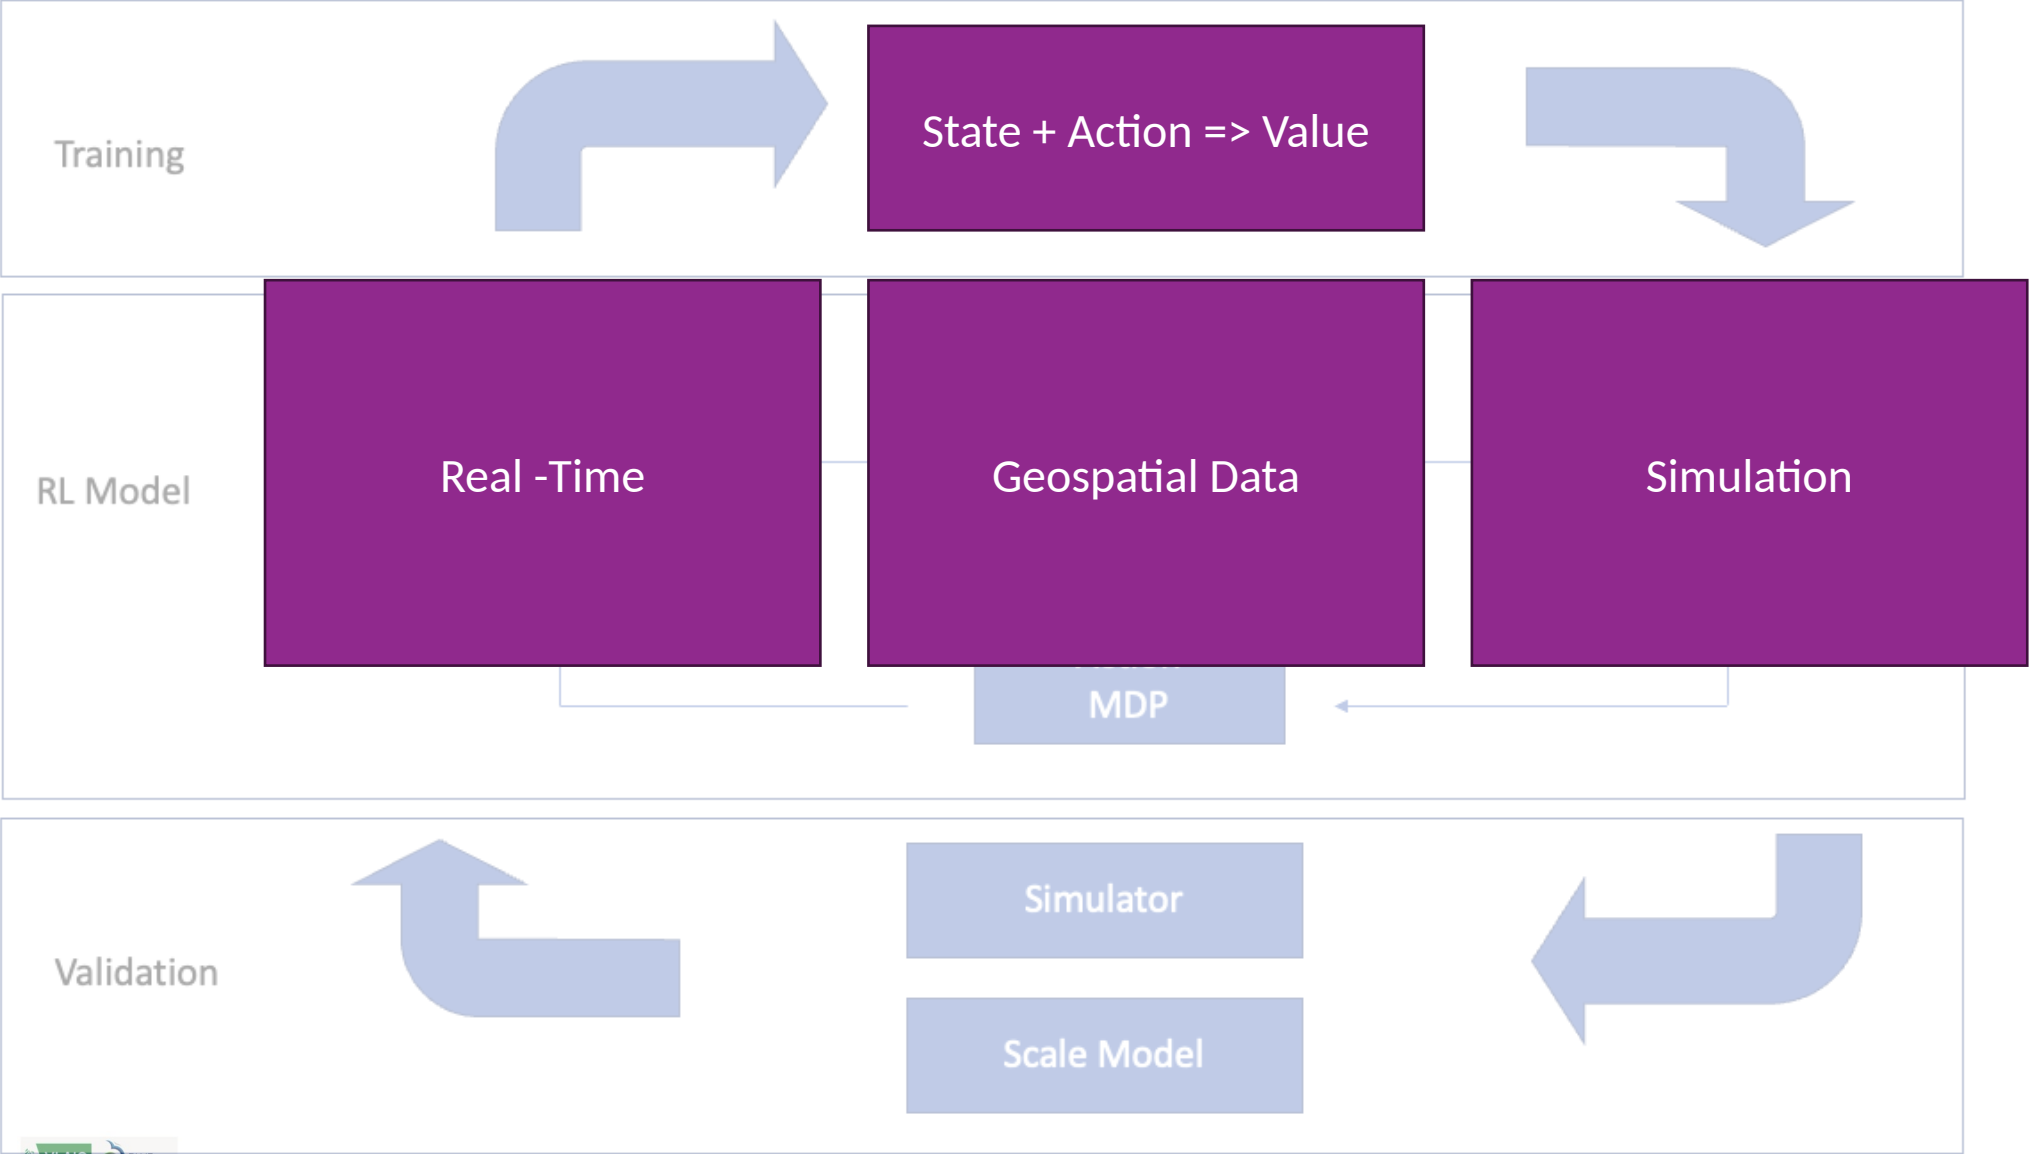 State + Action => Value
Training
Real -Time
Geospatial Data
Simulation
RL Model
MDP
Simulator
Validation
Scale Model